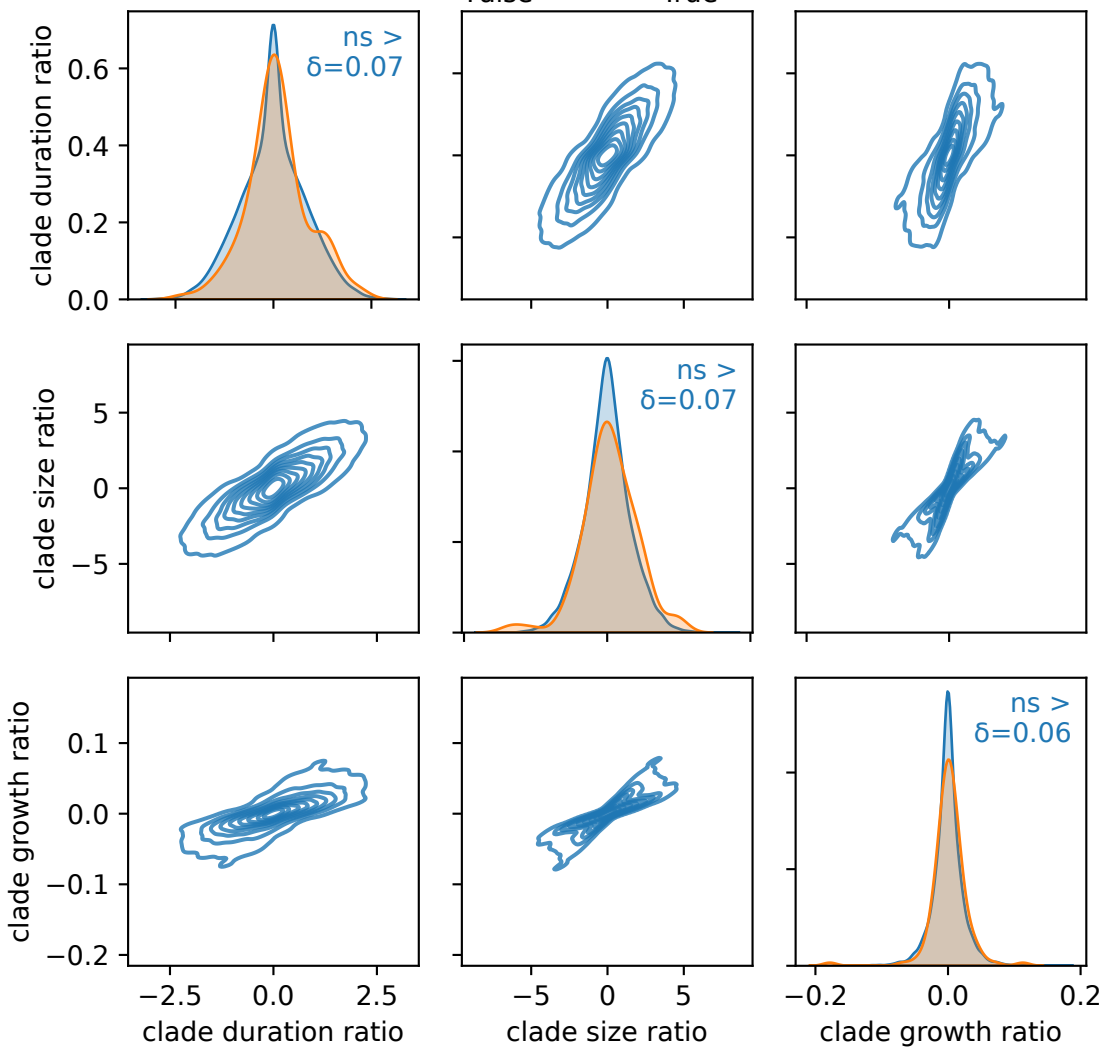 ns >
δ=0.07
clade duration ratio
0.6
0.4
0.2
0.0
ns >
δ=0.07
clade size ratio
5
0
−5
ns >
δ=0.06
clade growth ratio
0.1
0.0
−0.1
−0.2
−2.5 0.0 2.5
−5 0 5
−0.2 0.0 0.2
clade duration ratio
clade size ratio
clade growth ratio